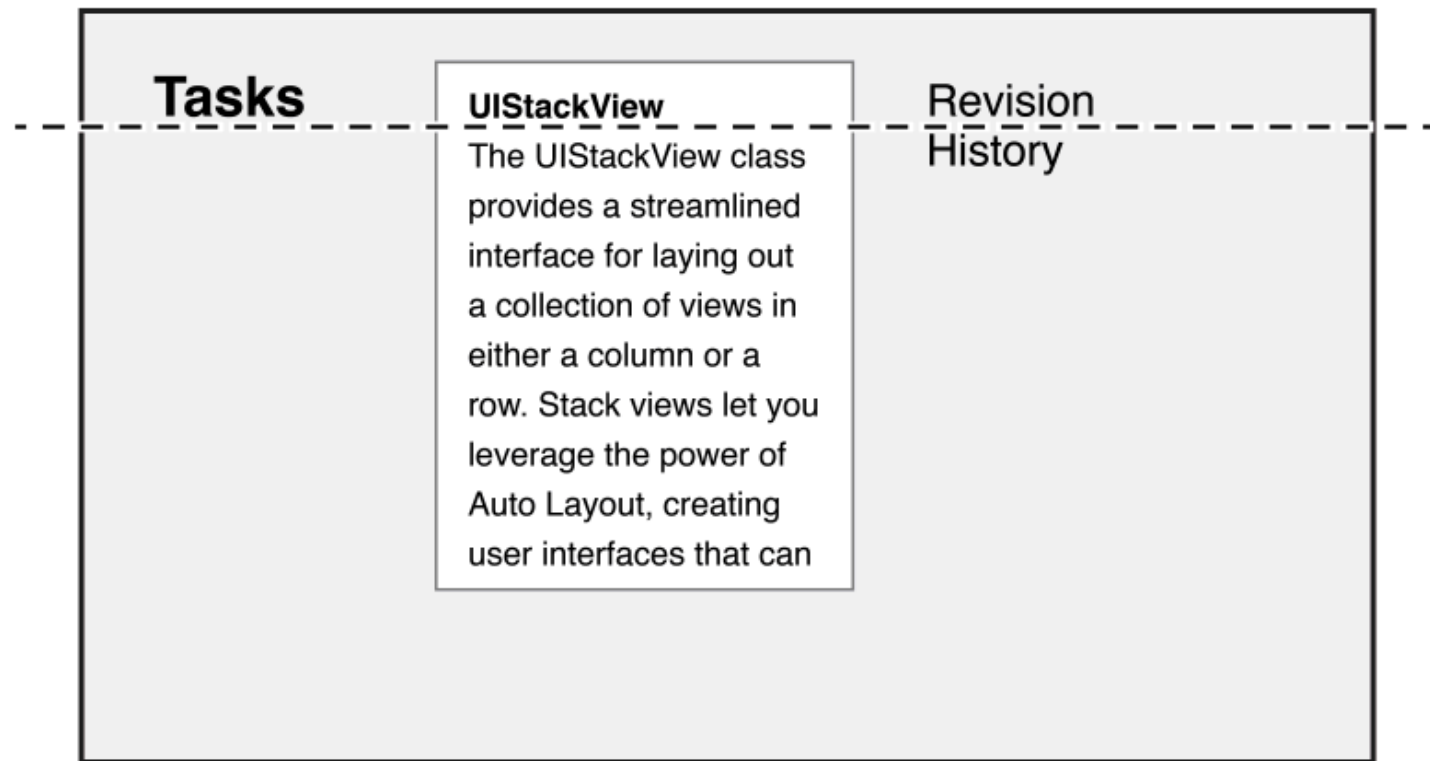 Tasks
UIStackView
The UIStackView class
provides a streamlined
interface for laying out
a collection of views in
either a column or a
row. Stack views let you
leverage the power of
Auto Layout, creating
user interfaces that can
Revision
History